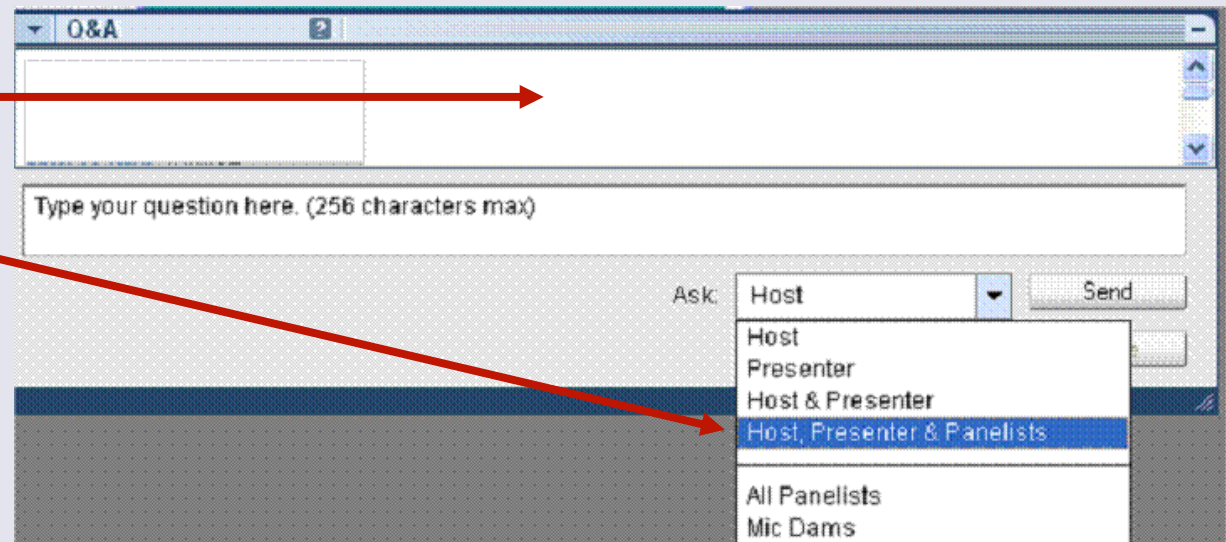 Q&A ?
Type your question here. (256 characters max)
Ask: Host Send
Host
Presenter
Host & Presenter
Host, Presenter & Panelists
All Panelists
Mic Dams